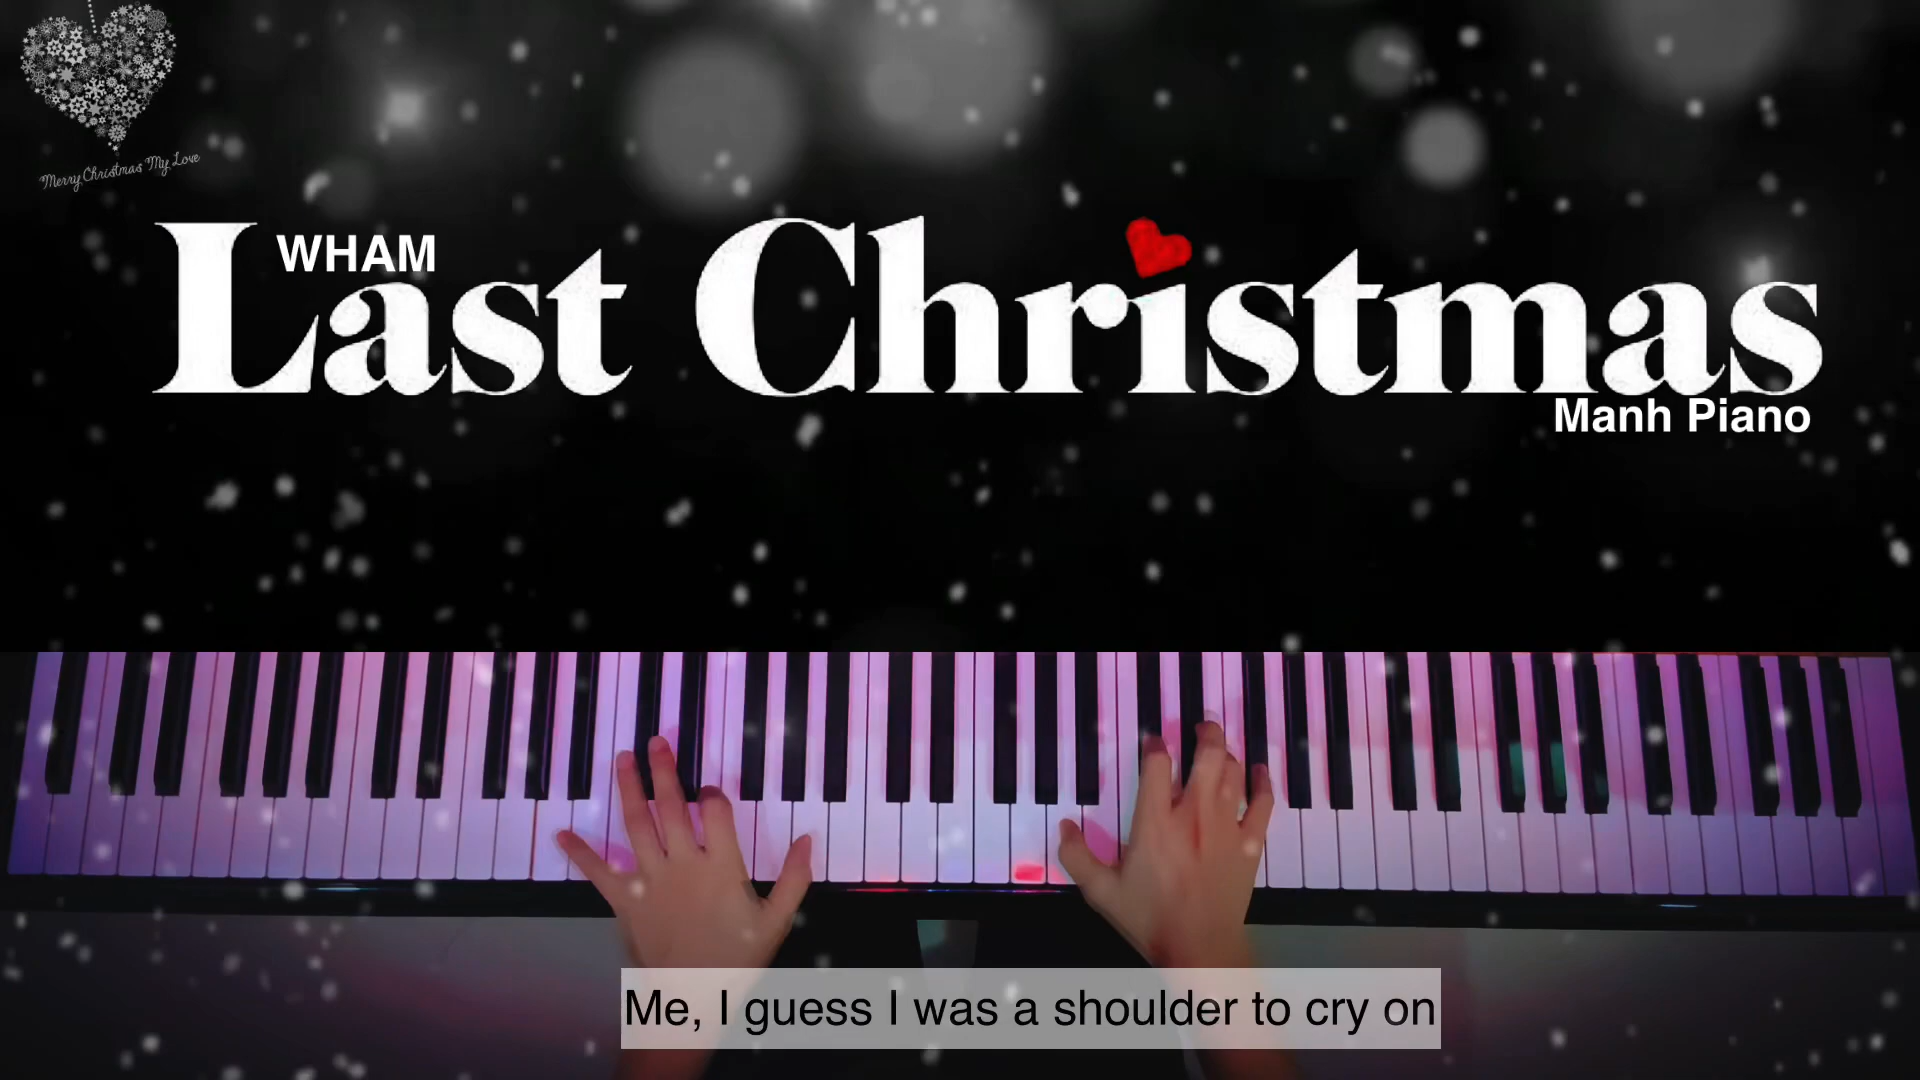 Merry Christmas My Love
WHAM
Last Christmas
Manh Piano
Me, I guess I was a shoulder to cry on